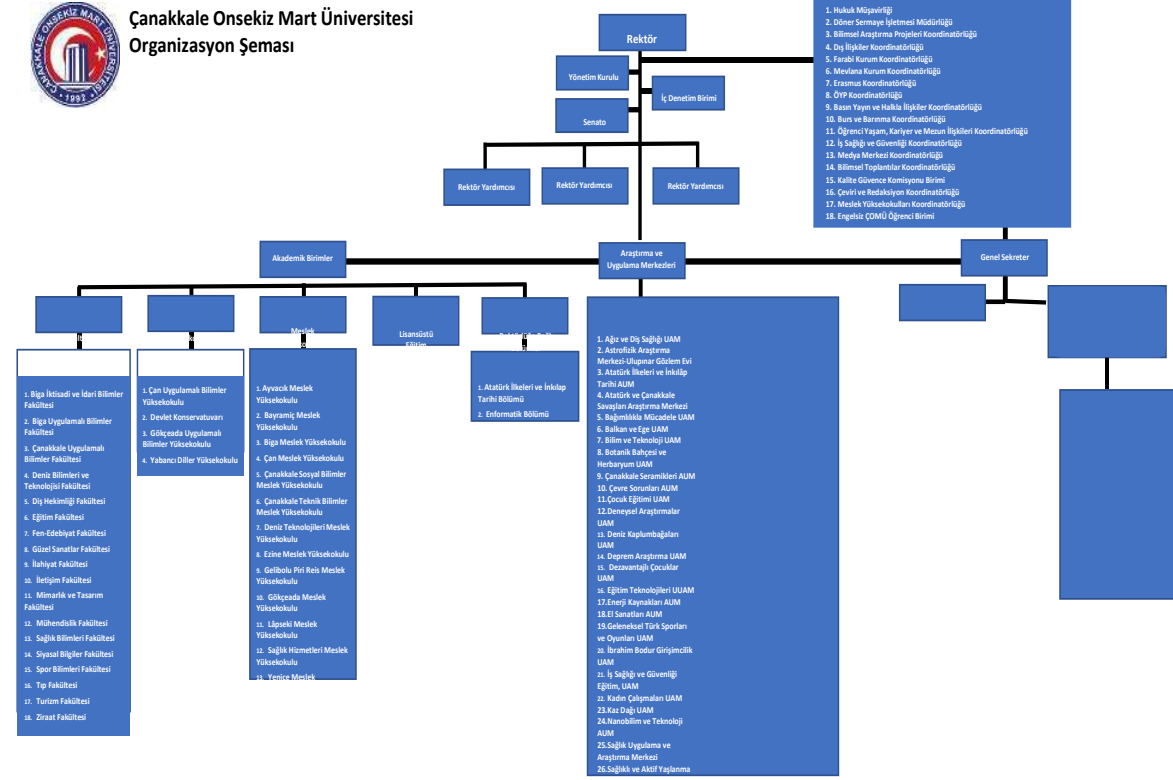 ÇANAKKALE ONSEKİZ MART ÜNİVERSİTESİ
• 1992 •
Çanakkale Onsekiz Mart Üniversitesi
Organizasyon Şeması
Rektör
Yönetim Kurulu
İç Denetim Birimi
Senato
Rektör Yardımcısı
Rektör Yardımcısı
Rektör Yardımcısı
1. Hukuk Müşavirliği
2. Döner Sermaye İşletmesi Müdürlüğü
3. Bilimsel Araştırma Projeleri Koordinatörlüğü
4. Dış İlişkiler Koordinatörlüğü
5. Farabi Kurum Koordinatörlüğü
6. Mevlana Kurum Koordinatörlüğü
7. Erasmus Koordinatörlüğü
8. ÖYP Koordinatörlüğü
9. Basın Yayın ve Halkla İlişkiler Koordinatörlüğü
10. Burs ve Barınma Koordinatörlüğü
11. Öğrenci Yaşam, Kariyer ve Mezun İlişkileri Koordinatörlüğü
12. İş Sağlığı ve Güvenliği Koordinatörlüğü
13. Medya Merkezi Koordinatörlüğü
14. Bilimsel Toplantılar Koordinatörlüğü
15. Kalite Güvence Komisyonu Birimi
16. Çeviri ve Redaksiyon Koordinatörlüğü
17. Meslek Yüksekokulları Koordinatörlüğü
18. Engelsiz ÇOMÜ Öğrenci Birimi
Akademik Birimler
Araştırma ve
Uygulama Merkezleri
Genel Sekreter
Meslek
Lisansüstü
Eğitim
1. Biga İktisadi ve İdari Bilimler
Fakültesi
2. Biga Uygulamalı Bilimler
Fakültesi
3. Çanakkale Uygulamalı
Bilimler Fakültesi
4. Deniz Bilimleri ve
Teknolojisi Fakültesi
5. Diş Hekimliği Fakültesi
6. Eğitim Fakültesi
7. Fen-Edebiyat Fakültesi
8. Güzel Sanatlar Fakültesi
9. İlahiyat Fakültesi
10. İletişim Fakültesi
11. Mimarlık ve Tasarım
Fakültesi
12. Mühendislik Fakültesi
13. Sağlık Bilimleri Fakültesi
14. Siyasal Bilgiler Fakültesi
15. Spor Bilimleri Fakültesi
16. Tıp Fakültesi
17. Turizm Fakültesi
18. Ziraat Fakültesi
1. Çan Uygulamalı Bilimler
Yüksekokulu
2. Devlet Konservatuvarı
3. Gökçeada Uygulamalı
Bilimler Yüksekokulu
4. Yabancı Diller Yüksekokulu
1. Ayvacık Meslek
Yüksekokulu
2. Bayramiç Meslek
Yüksekokulu
3. Biga Meslek Yüksekokulu
4. Çan Meslek Yüksekokulu
5. Çanakkale Sosyal Bilimler
Meslek Yüksekokulu
6. Çanakkale Teknik Bilimler
Meslek Yüksekokulu
7. Deniz Teknolojileri Meslek
Yüksekokulu
8. Ezine Meslek Yüksekokulu
9. Gelibolu Piri Reis Meslek
Yüksekokulu
10. Gökçeada Meslek
Yüksekokulu
11. Lâpseki Meslek
Yüksekokulu
12. Sağlık Hizmetleri Meslek
Yüksekokulu
13. Yenice Meslek
1. Atatürk İlkeleri ve İnkılap
Tarihi Bölümü
2. Enformatik Bölümü
1. Ağız ve Diş Sağlığı UAM
2. Astrofizik Araştırma
Merkezi-Ulupınar Gözlem Evi
3. Atatürk İlkeleri ve İnkılâp
Tarihi AUM
4. Atatürk ve Çanakkale
Savaşları Araştırma Merkezi
5. Bağımlılıkla Mücadele UAM
6. Balkan ve Ege UAM
7. Bilim ve Teknoloji UAM
8. Botanik Bahçesi ve
Herbaryum UAM
9. Çanakkale Seramikleri AUM
10. Çevre Sorunları AUM
11.Çocuk Eğitimi UAM
12.Deneysel Araştırmalar
UAM
13. Deniz Kaplumbağaları
UAM
14. Deprem Araştırma UAM
15. Dezavantajlı Çocuklar
UAM
16. Eğitim Teknolojileri UUAM
17.Enerji Kaynakları AUM
18.El Sanatları AUM
19.Geleneksel Türk Sporları
ve Oyunları UAM
20. İbrahim Bodur Girişimcilik
UAM
21. İş Sağlığı ve Güvenliği
Eğitim, UAM
22. Kadın Çalışmaları UAM
23.Kaz Dağı UAM
24.Nanobilim ve Teknoloji
AUM
25.Sağlık Uygulama ve
Araştırma Merkezi
26.Sağlıklı ve Aktif Yaşlanma